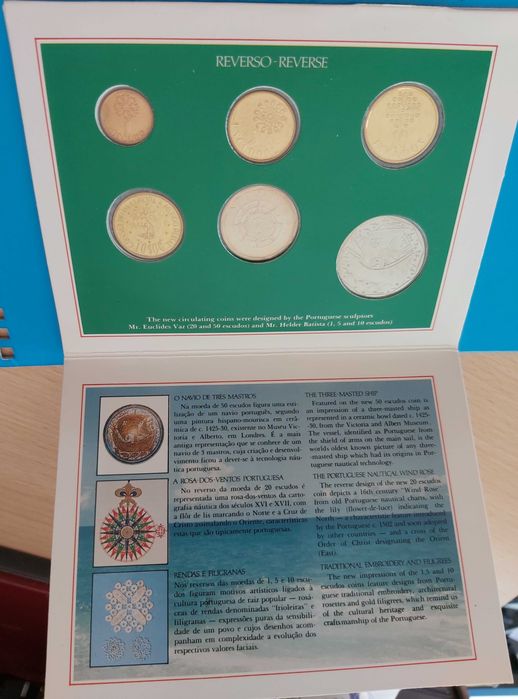 REVERSO-REVERSE
The new circulating coins were designed by the Portuguese sculptors
Mr. Euclides Vaz (20 and 50 escudos) and Mr. Helder Batista (1, 5 and 10 escudos)
O NAVIO DE TRÊS MASTROS
Na moeda de 50 escudos figura uma esti-
lização de um navio português, segundo
uma pintura hispano-mourisca em cerâ-
mica de c. 1425-30, existente no Museu Vic-
toria e Alberto, em Londres. É a mais
antiga representação que se conhece de um
navio de 3 mastros, cuja criação e desenvol-
vimento ficou a dever-se à tecnologia náu-
tica portuguesa.
A ROSA-DOS-VENTOS PORTUGUESA
No reverso da moeda de 20 escudos é
representada uma rosa-dos-ventos da carto-
grafia náutica dos séculos XVI e XVII, com
a flôr de lis marcando o Norte e a Cruz de
Cristo assinalando o Oriente, características
estas que são tipicamente portuguesas.
RENDAS E FILIGRANAS
Nos reversos das moedas de 1, 5 e 10 escu-
dos figuram motivos artísticos ligados à
cultura portuguesa de raiz popular — rosá-
ceas de rendas denominadas "frioleiras" e
filigranas — expressões puras da sensibili-
dade de um povo e cujos desenhos acom-
panham em complexidade a evolução dos
respectivos valores faciais.
THE THREE-MASTED SHIP
Featured on the new 50 escudos coin is
an impression of a three-masted ship as
represented in a ceramic bowl dated c. 1425-
-30, from the Victoria and Albert Museum.
The vessel, identified as Portuguese from
the shield of arms on the main sail, is the
worlds oldest known picture of any three-
-masted ship which had its origins in Por-
tuguese nautical technology.
THE PORTUGUESE NAUTICAL WIND ROSE
The reverse design of the new 20 escudos
coin depicts a 16th century "Wind Rose"
from old Portuguese nautical charts, with
the lily (flower-de-luce) indicating the
North — a characteristic feature introduced
by the Portuguese c. 1502 and soon adopted
by other countries — and a cross of the
Order of Christ designating the Orient
(East).
TRADITIONAL EMBROIDERY AND FILIGREES
The new impressions of the 1,5 and 10
escudos coins feature designs from Portu-
guese traditional embroidery, architectural
rosettes and gold filigrees, which remind us
of the cultural heritage and exquisite
craftsmanship of the Portuguese.